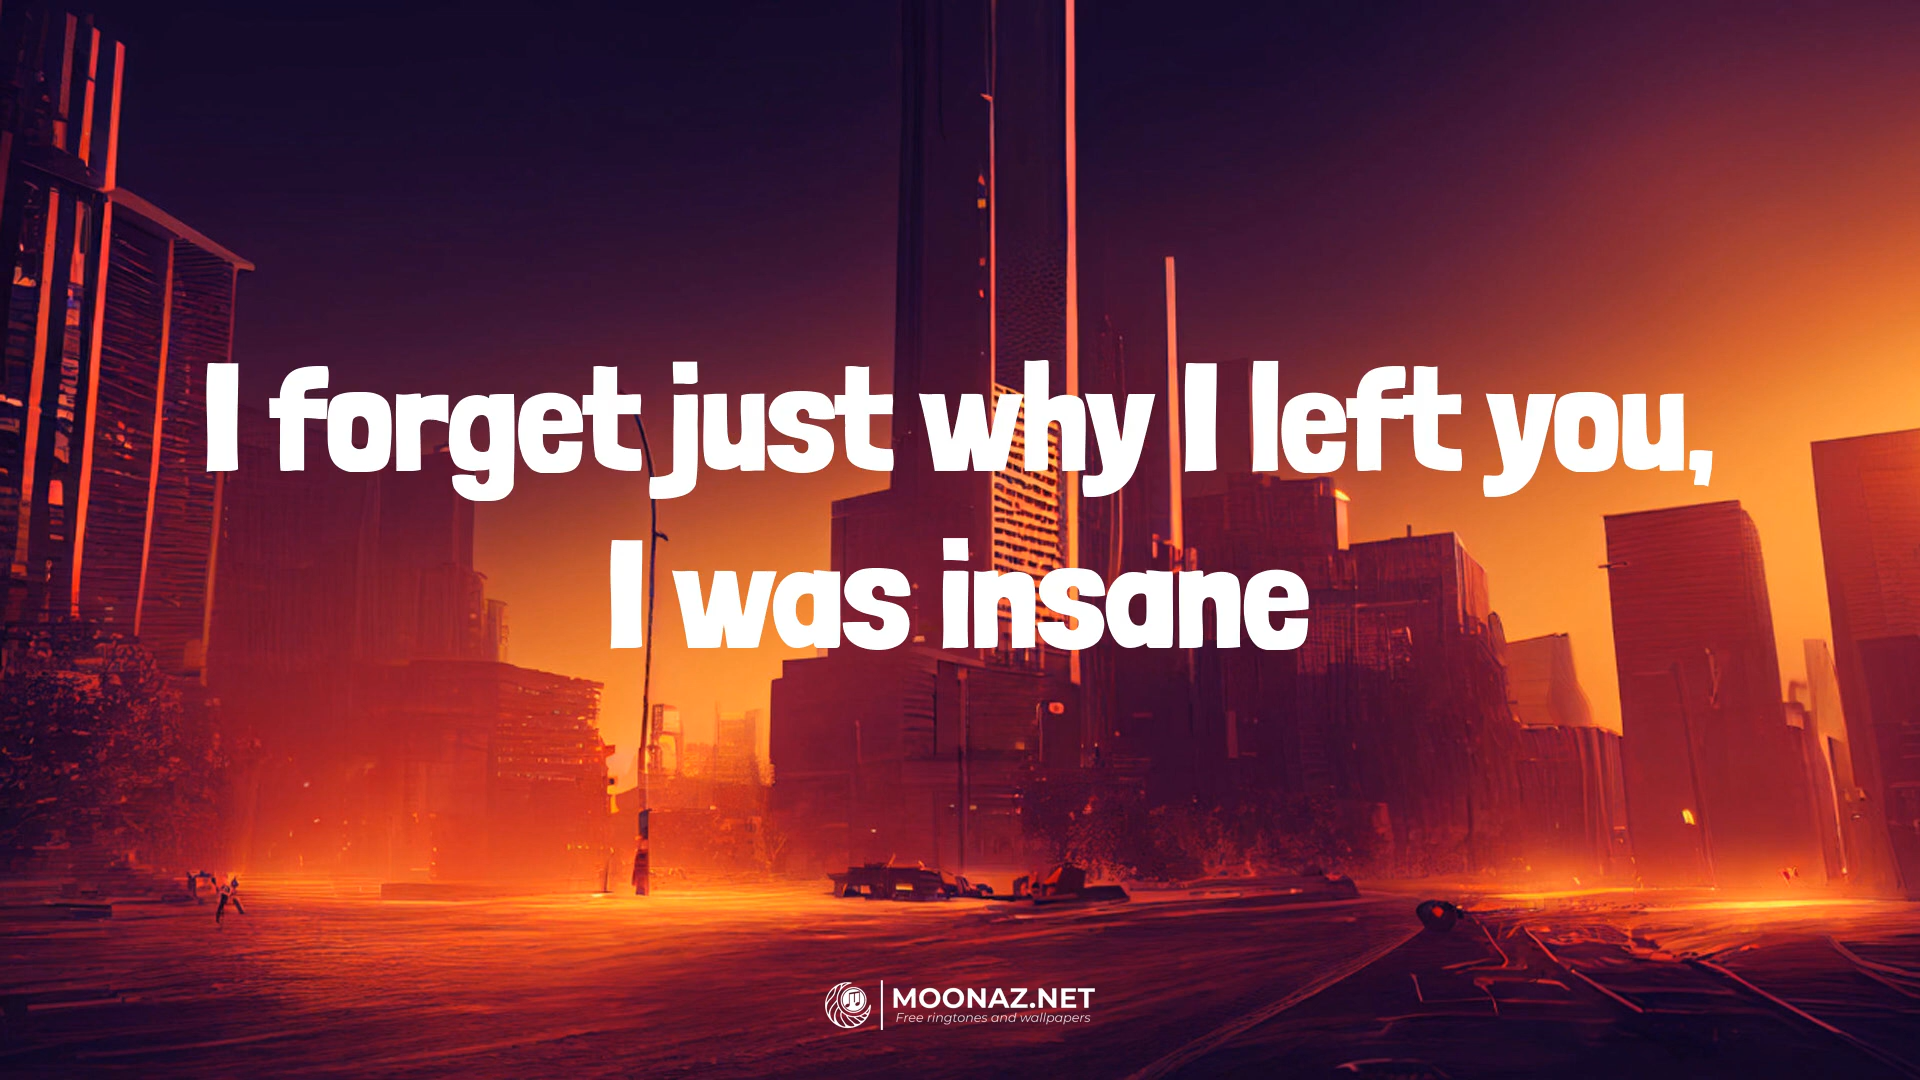 I forget just why I left you,
I was insane
MOONAZ.NET
Free ringtones and wallpapers